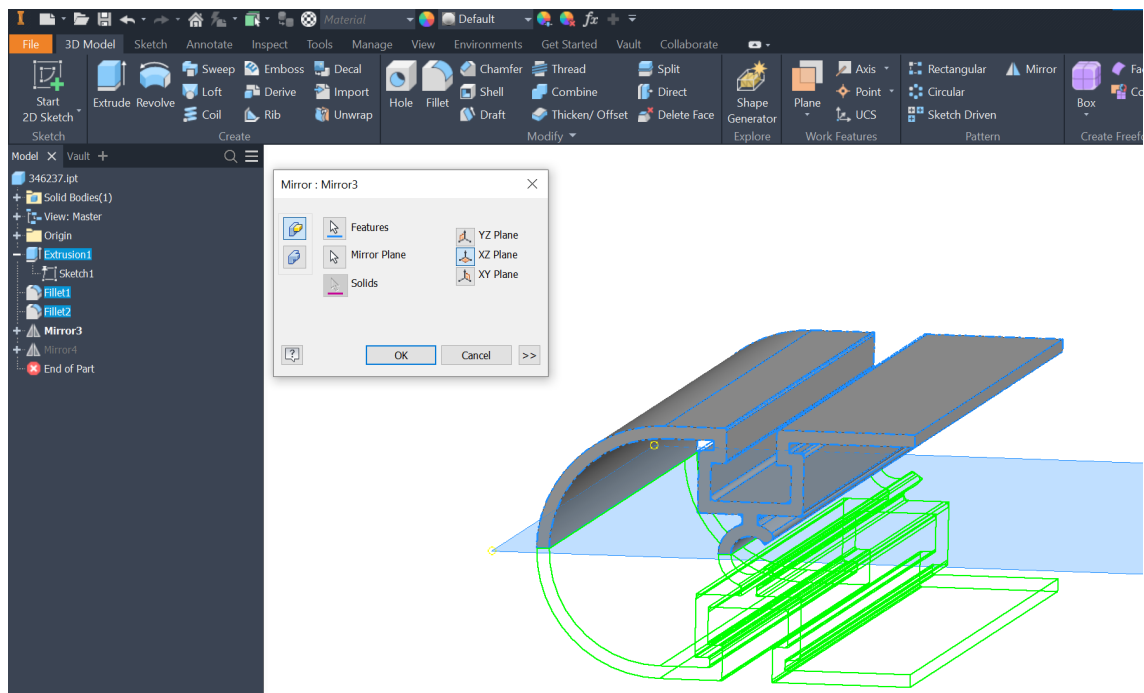 Material Default fx
File 3D Model Sketch Annotate Inspect Tools Manage View Environments Get Started Vault Collaborate
Start
2D Sketch
Extrude Revolve
Sweep Emboss Decal
Loft Derive Import
Coil Rib Unwrap
Hole Fillet
Chamfer Thread Split
Shell Combine Direct
Draft Thicken/ Offset Delete Face
Shape
Generator
Plane
Axis
Point
UCS
Rectangular Mirror
Circular
Sketch Driven
Box
Fa
Co
Sketch Create Modify Explore Work Features Pattern Create Freef
Model Vault
346237.ipt
Solid Bodies(1)
View: Master
Origin
Extrusion1
Sketch1
Fillet1
Fillet2
Mirror3
Mirror4
End of Part
Mirror : Mirror3
Features
Mirror Plane
Solids
YZ Plane
XZ Plane
XY Plane
? OK Cancel >>